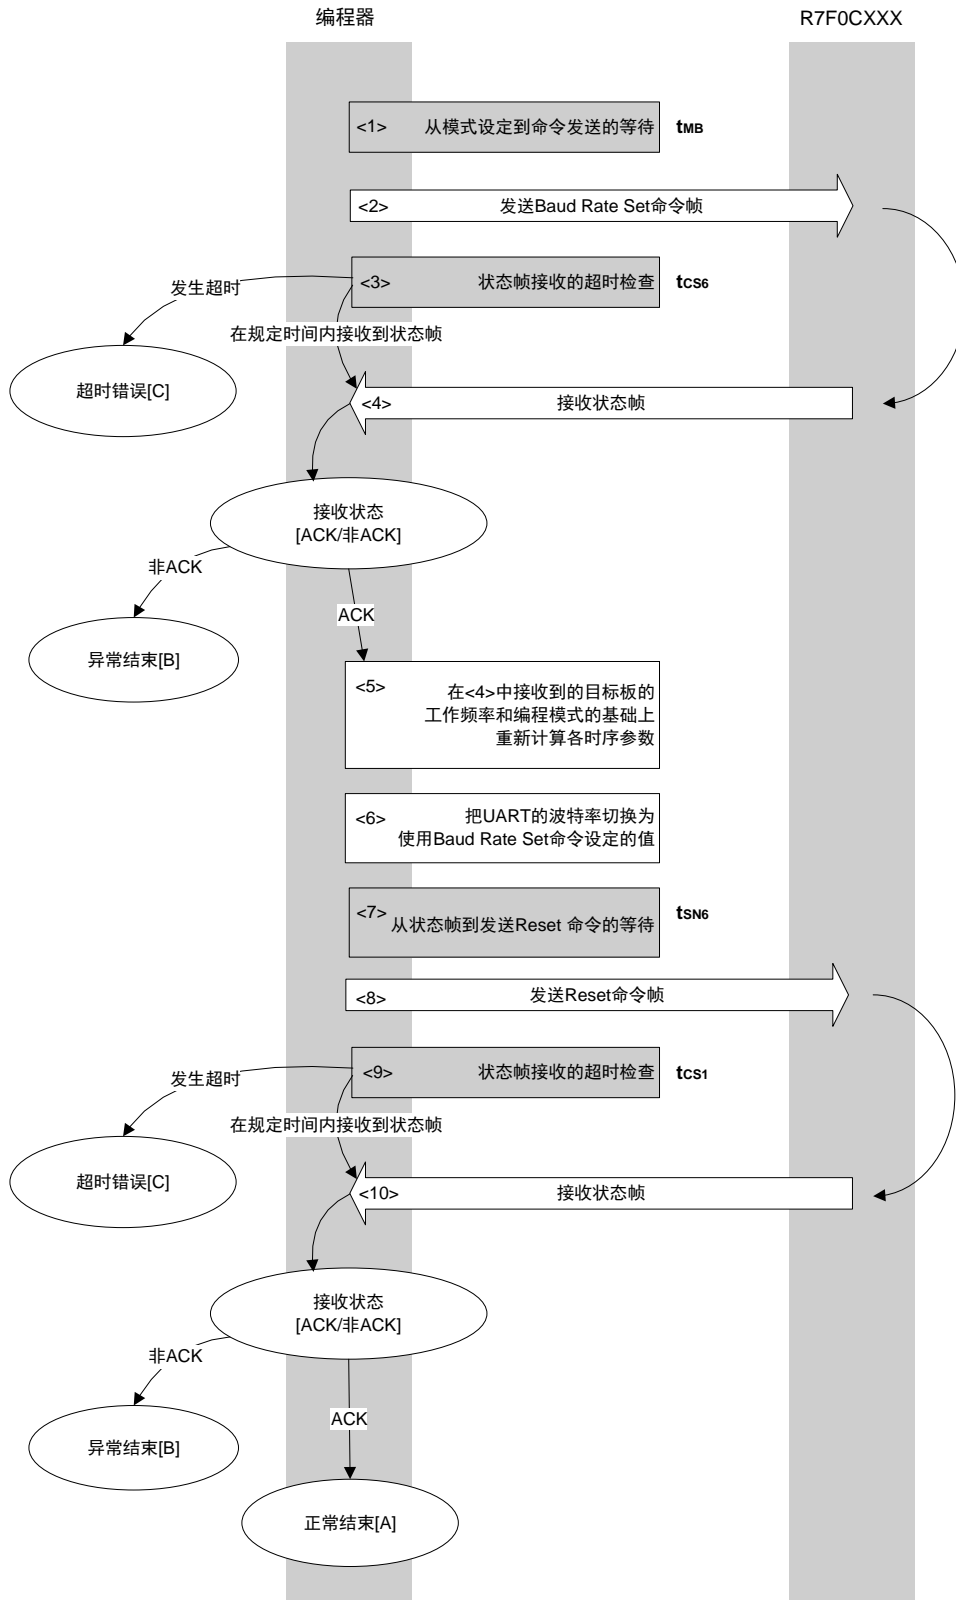 编程器
R7F0CXXX
<1> 从模式设定到命令发送的等待 tMB
<2> 发送Baud Rate Set命令帧
<3> 状态帧接收的超时检查 tCS6
发生超时
在规定时间内接收到状态帧
超时错误[C]
<4> 接收状态帧
接收状态
[ACK/非ACK]
非ACK
ACK
异常结束[B]
<5> 在<4>中接收到的目标板的
工作频率和编程模式的基础上
重新计算各时序参数
<6> 把UART的波特率切换为
使用Baud Rate Set命令设定的值
<7> 从状态帧到发送Reset 命令的等待 tSN6
<8> 发送Reset命令帧
<9> 状态帧接收的超时检查 tCS1
发生超时
在规定时间内接收到状态帧
超时错误[C]
<10> 接收状态帧
接收状态
[ACK/非ACK]
非ACK
ACK
异常结束[B]
正常结束[A]